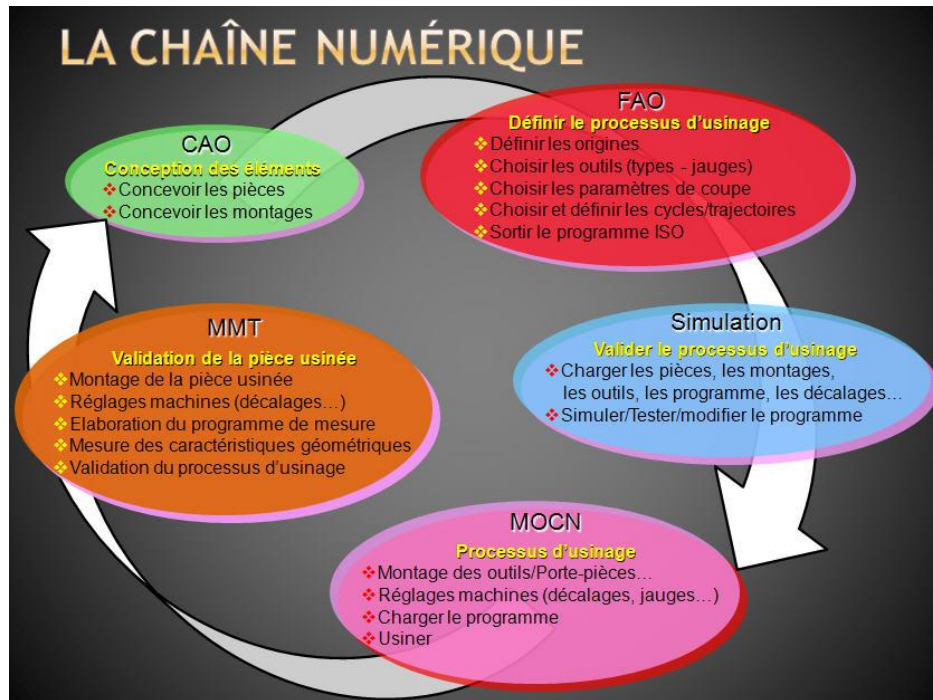 LA CHAÎNE NUMÉRIQUE
CAO
Conception des éléments
Concevoir les pièces
Concevoir les montages
FAO
Définir le processus d'usinage
Définir les origines
Choisir les outils (types - jauges)
Choisir les paramètres de coupe
Choisir et définir les cycles/trajectoires
Sortir le programme ISO
Simulation
Valider le processus d'usinage
Charger les pièces, les montages,
les outils, les programme, les décalages...
Simuler/Tester/modifier le programme
MOCN
Processus d'usinage
Montage des outils/Porte-pièces...
Réglages machines (décalages, jauges...)
Charger le programme
Usiner
MMT
Validation de la pièce usinée
Montage de la pièce usinée
Réglages machines (décalages...)
Elaboration du programme de mesure
Mesure des caractéristiques géométriques
Validation du processus d'usinage